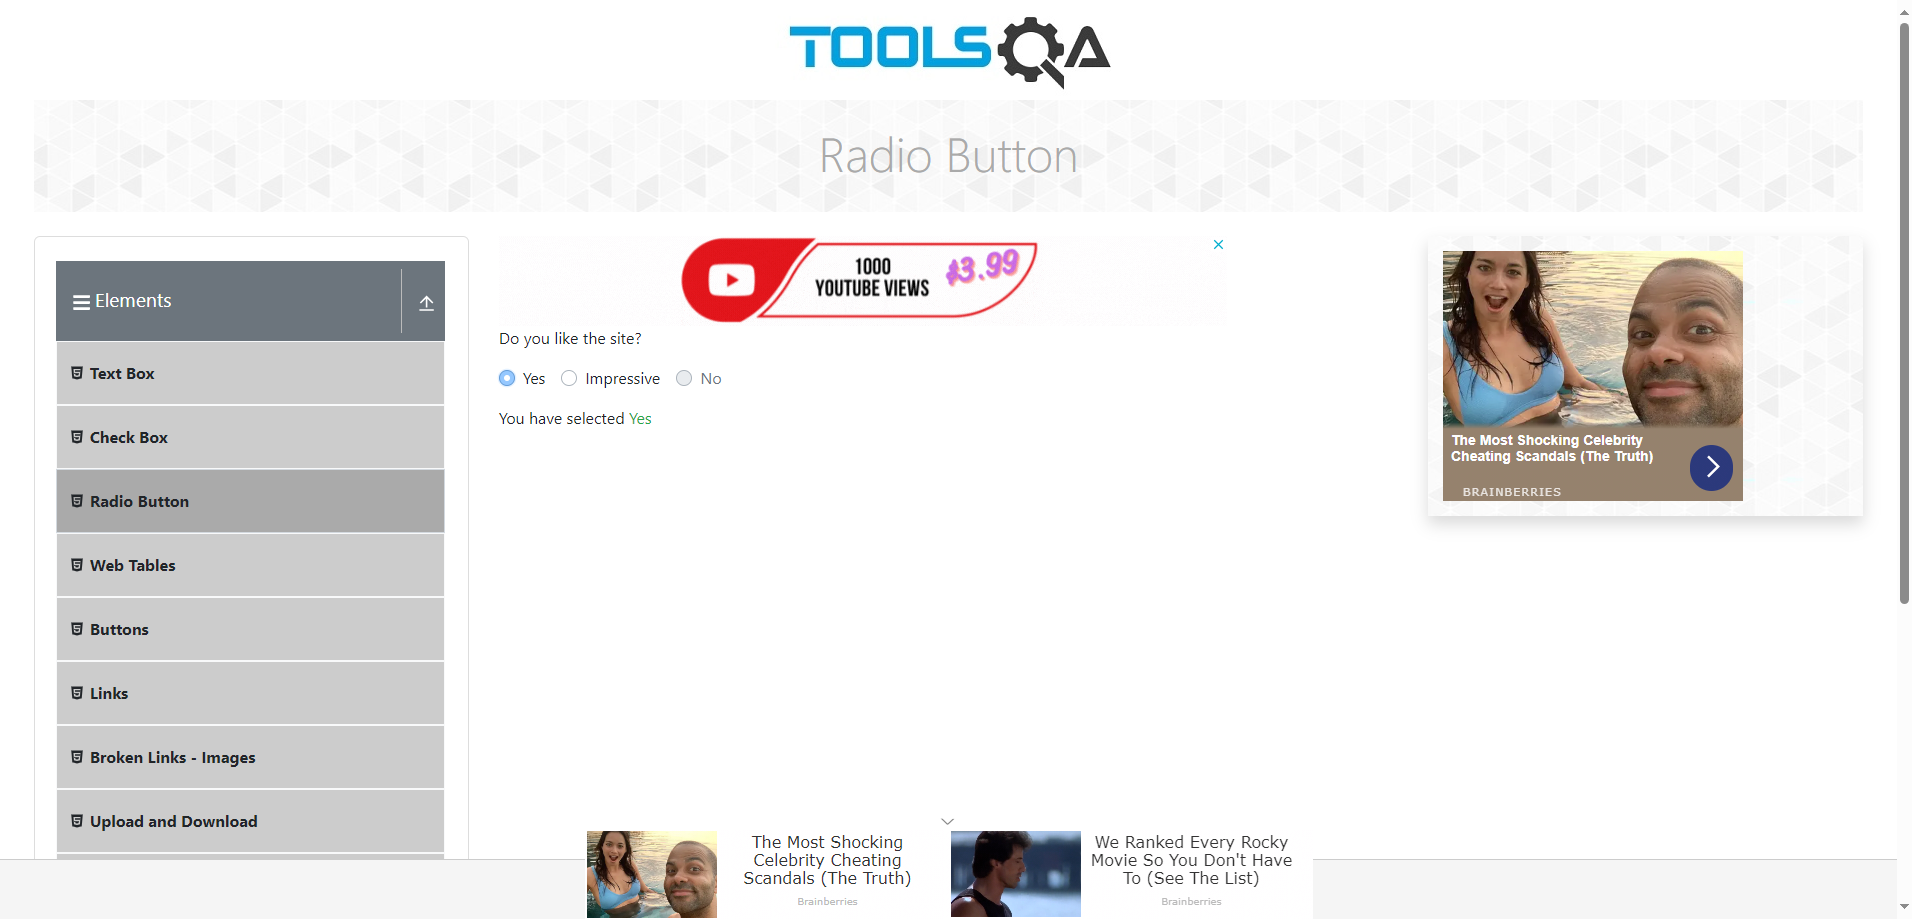 TOOLSQA
Radio Button
Elements
Text Box
Check Box
Radio Button
Web Tables
Buttons
Links
Broken Links - Images
Upload and Download
1000
YOUTUBE VIEWS
$3.99
Do you like the site?
Yes Impressive No
You have selected Yes
The Most Shocking Celebrity
Cheating Scandals (The Truth)
BRAINBERRIES
The Most Shocking
Celebrity Cheating
Scandals (The Truth)
Brainberries
We Ranked Every Rocky
Movie So You Don't Have
To (See The List)
Brainberries